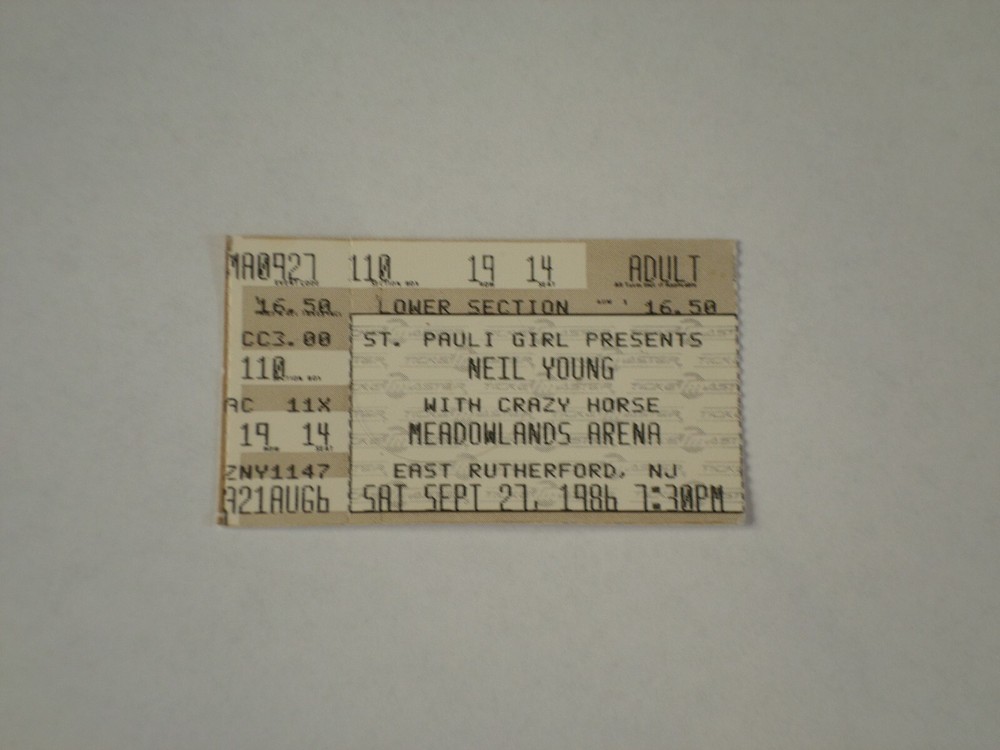 MA0927 110 19 14 ADULT
16.50 LOWER SECTION 16.50
CC3.00 ST. PAULI GIRL PRESENTS
110 NEIL YOUNG
AC 11X WITH CRAZY HORSE
19 14 MEADOWLANDS ARENA
ZNY1147 EAST RUTHERFORD, NJ
A21AUG6 SAT SEPT 27, 1986 7:30PM
TICKETMASTER